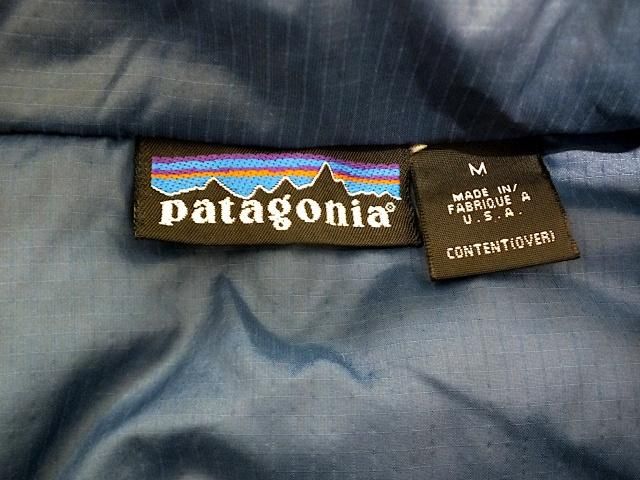 patagonia®
M
MADE IN/
FABRIQUE A
U.S.A.
CONTENT(OVER)